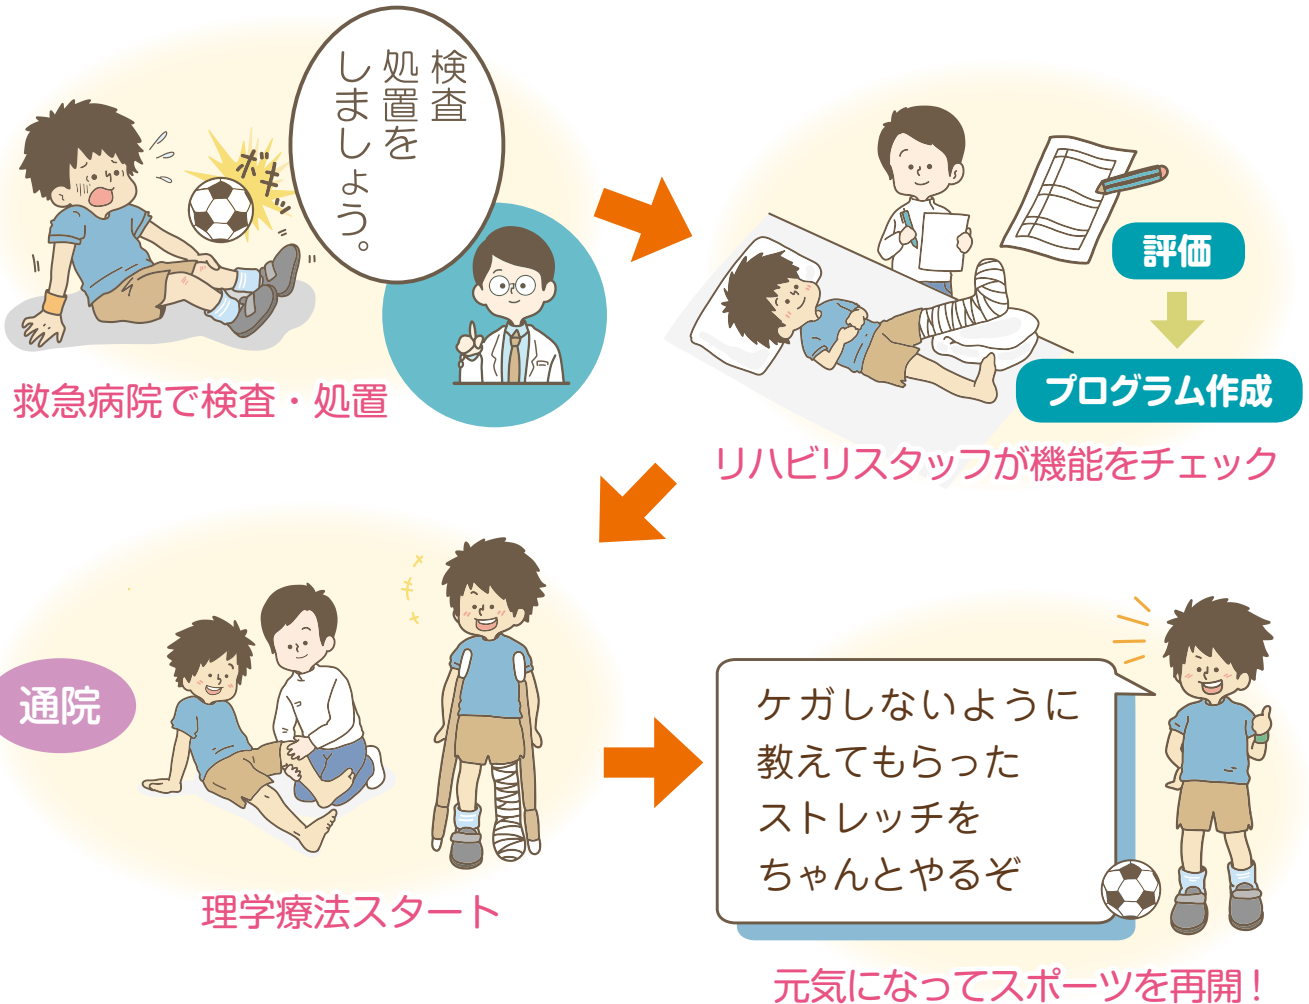 ボキッ
検査
処置を
しましょう。
救急病院で検査・処置
評価
プログラム作成
リハビリスタッフが機能をチェック
通院
理学療法スタート
ケガしないように
教えてもらった
ストレッチを
ちゃんとやるぞ
元気になってスポーツを再開！